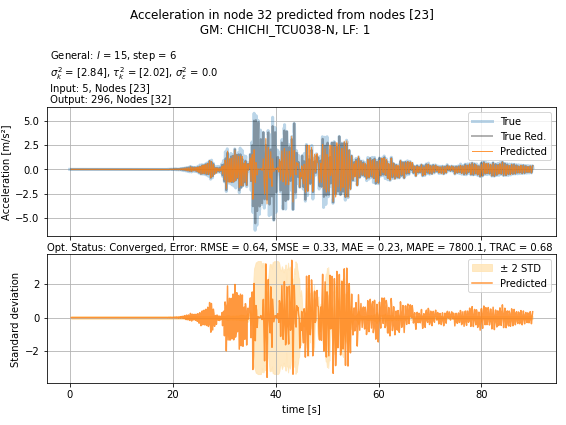 Acceleration in node 32 predicted from nodes [23]
GM: CHICHI_TCU038-N, LF: 1
General: l = 15, step = 6
σ²ₖ = [2.84], τ²ₖ = [2.02], σ²ε = 0.0
Input: 5, Nodes [23]
Output: 296, Nodes [32]
Acceleration [m/s²]
5.0
2.5
0.0
−2.5
−5.0
True
True Red.
Predicted
Opt. Status: Converged, Error: RMSE = 0.64, SMSE = 0.33, MAE = 0.23, MAPE = 7800.1, TRAC = 0.68
Standard deviation
2
0
−2
± 2 STD
Predicted
0
20
40
60
80
time [s]